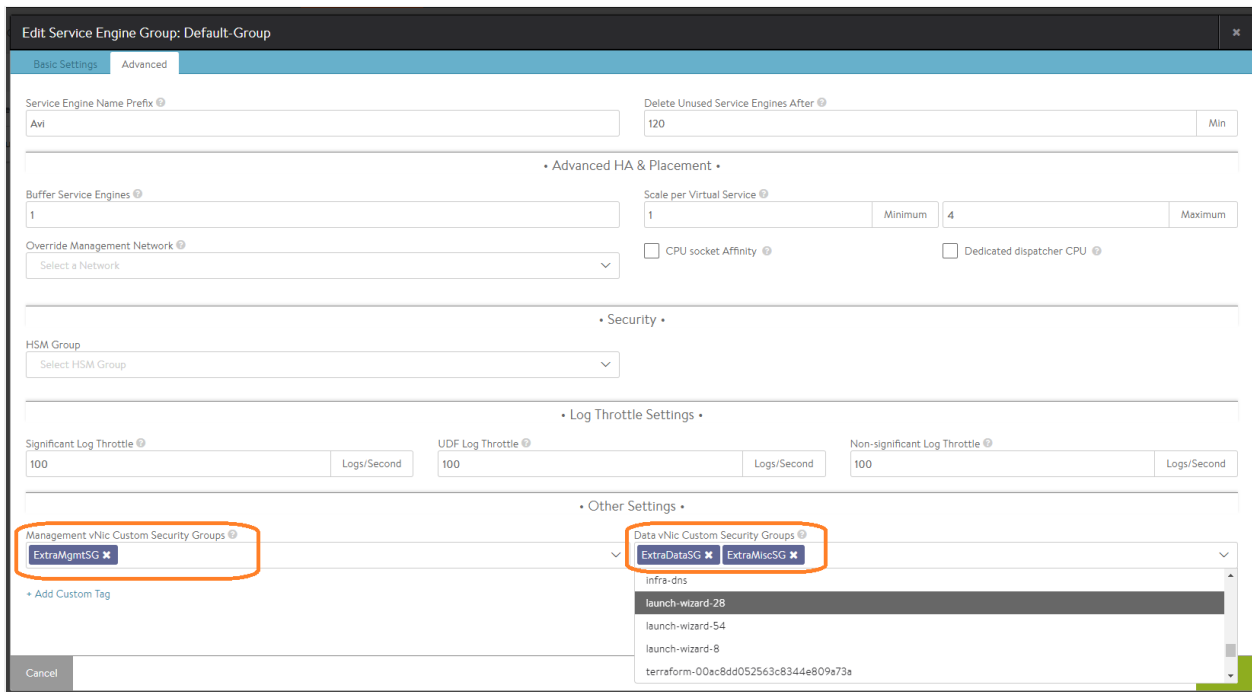 Edit Service Engine Group: Default-Group
Basic Settings Advanced
Service Engine Name Prefix Delete Unused Service Engines After
Avi 120 Min
• Advanced HA & Placement •
Buffer Service Engines Scale per Virtual Service
1 1 Minimum 4 Maximum
Override Management Network CPU socket Affinity Dedicated dispatcher CPU
Select a Network
• Security •
HSM Group
Select HSM Group
• Log Throttle Settings •
Significant Log Throttle UDF Log Throttle Non-significant Log Throttle
100 Logs/Second 100 Logs/Second 100 Logs/Second
• Other Settings •
Management vNic Custom Security Groups Data vNic Custom Security Groups
ExtraMgmtSG ExtraDataSG ExtraMiscSG
infra-dns
+ Add Custom Tag launch-wizard-28
launch-wizard-54
launch-wizard-8
Cancel terraform-00ac8dd052563c8344e809a73a